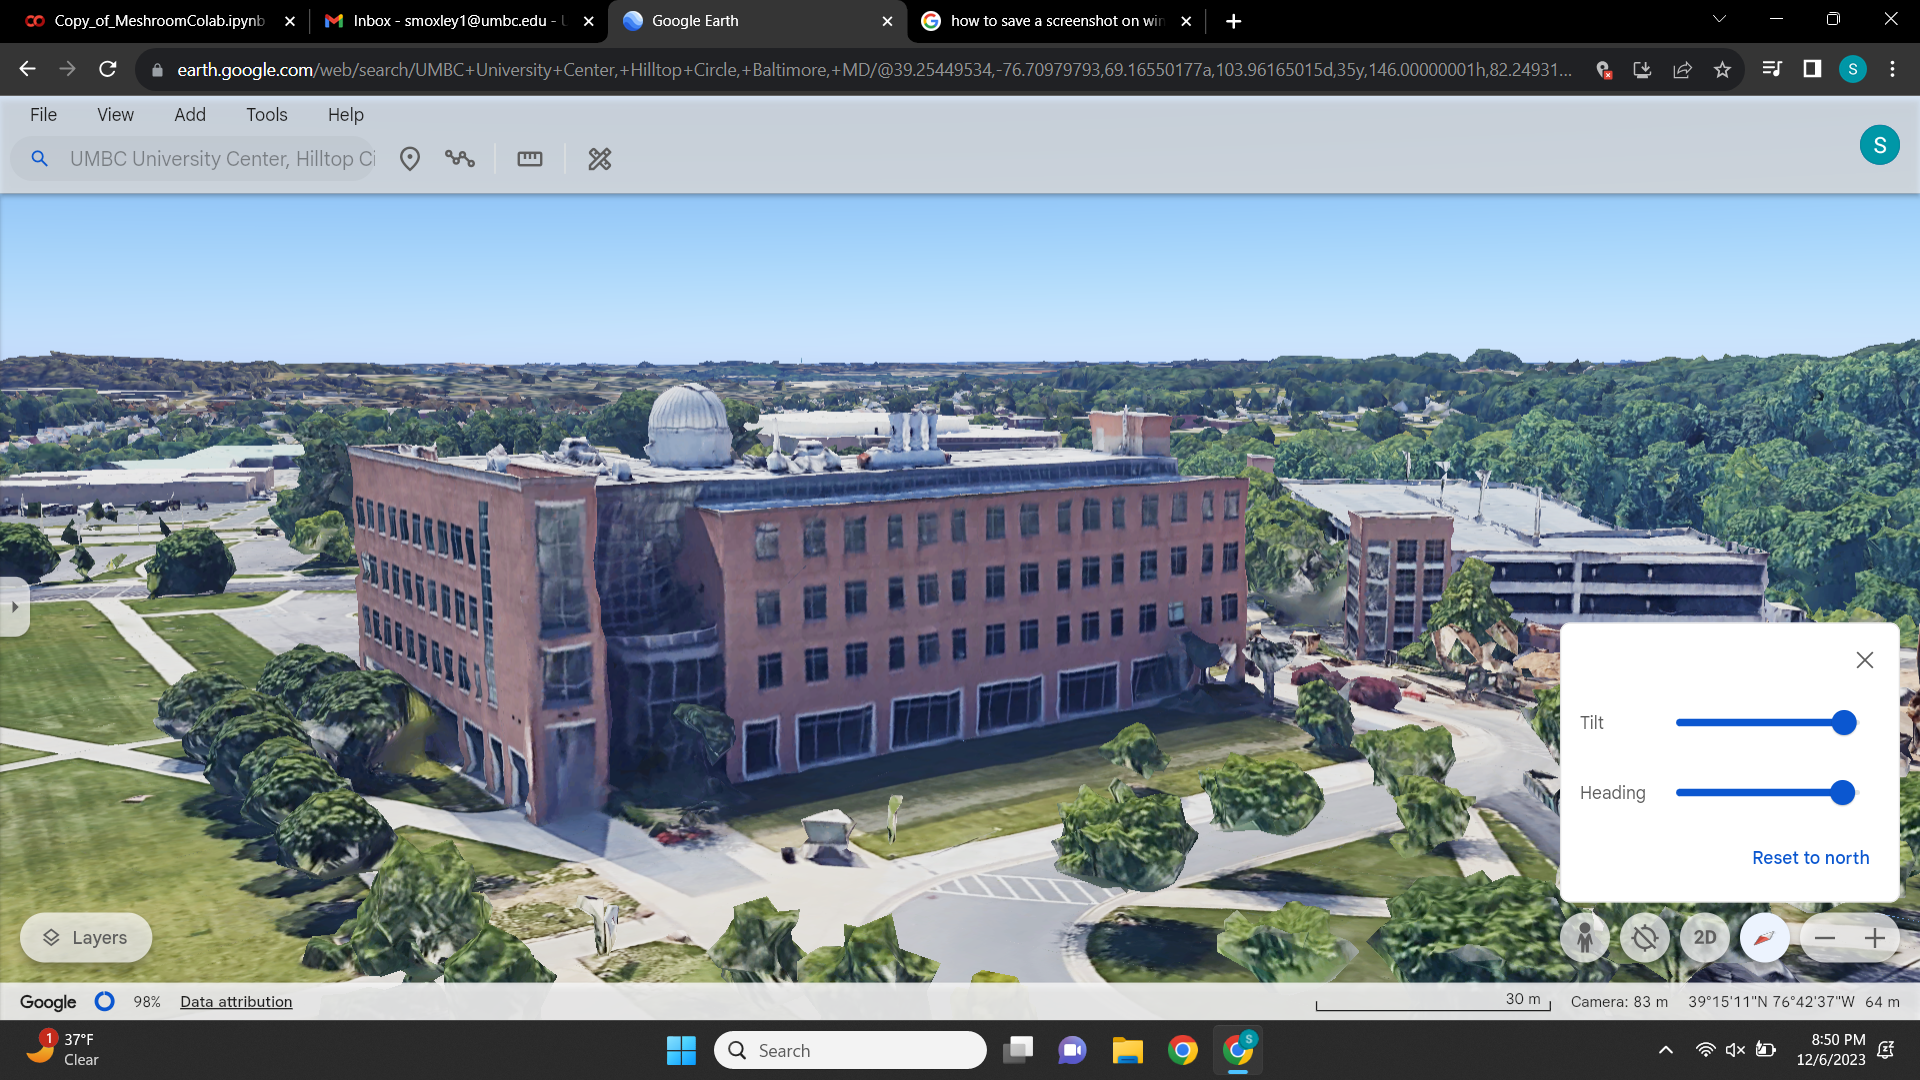 Copy_of_MeshroomColab.ipynb
Inbox - smoxley1@umbc.edu -
Google Earth
how to save a screenshot on win
earth.google.com/web/search/UMBC+University+Center,+Hilltop+Circle,+Baltimore,+MD/@39.25449534,-76.70979793,69.16550177a,103.96165015d,35y,146.00000001h,82.24931...
S
File View Add Tools Help
UMBC University Center, Hilltop Ci
S
Tilt
Heading
Reset to north
Layers
2D
Google 98% Data attribution
30 m
Camera: 83 m 39°15'11"N 76°42'37"W 64 m
1
37°F
Clear
Search
S
8:50 PM
12/6/2023